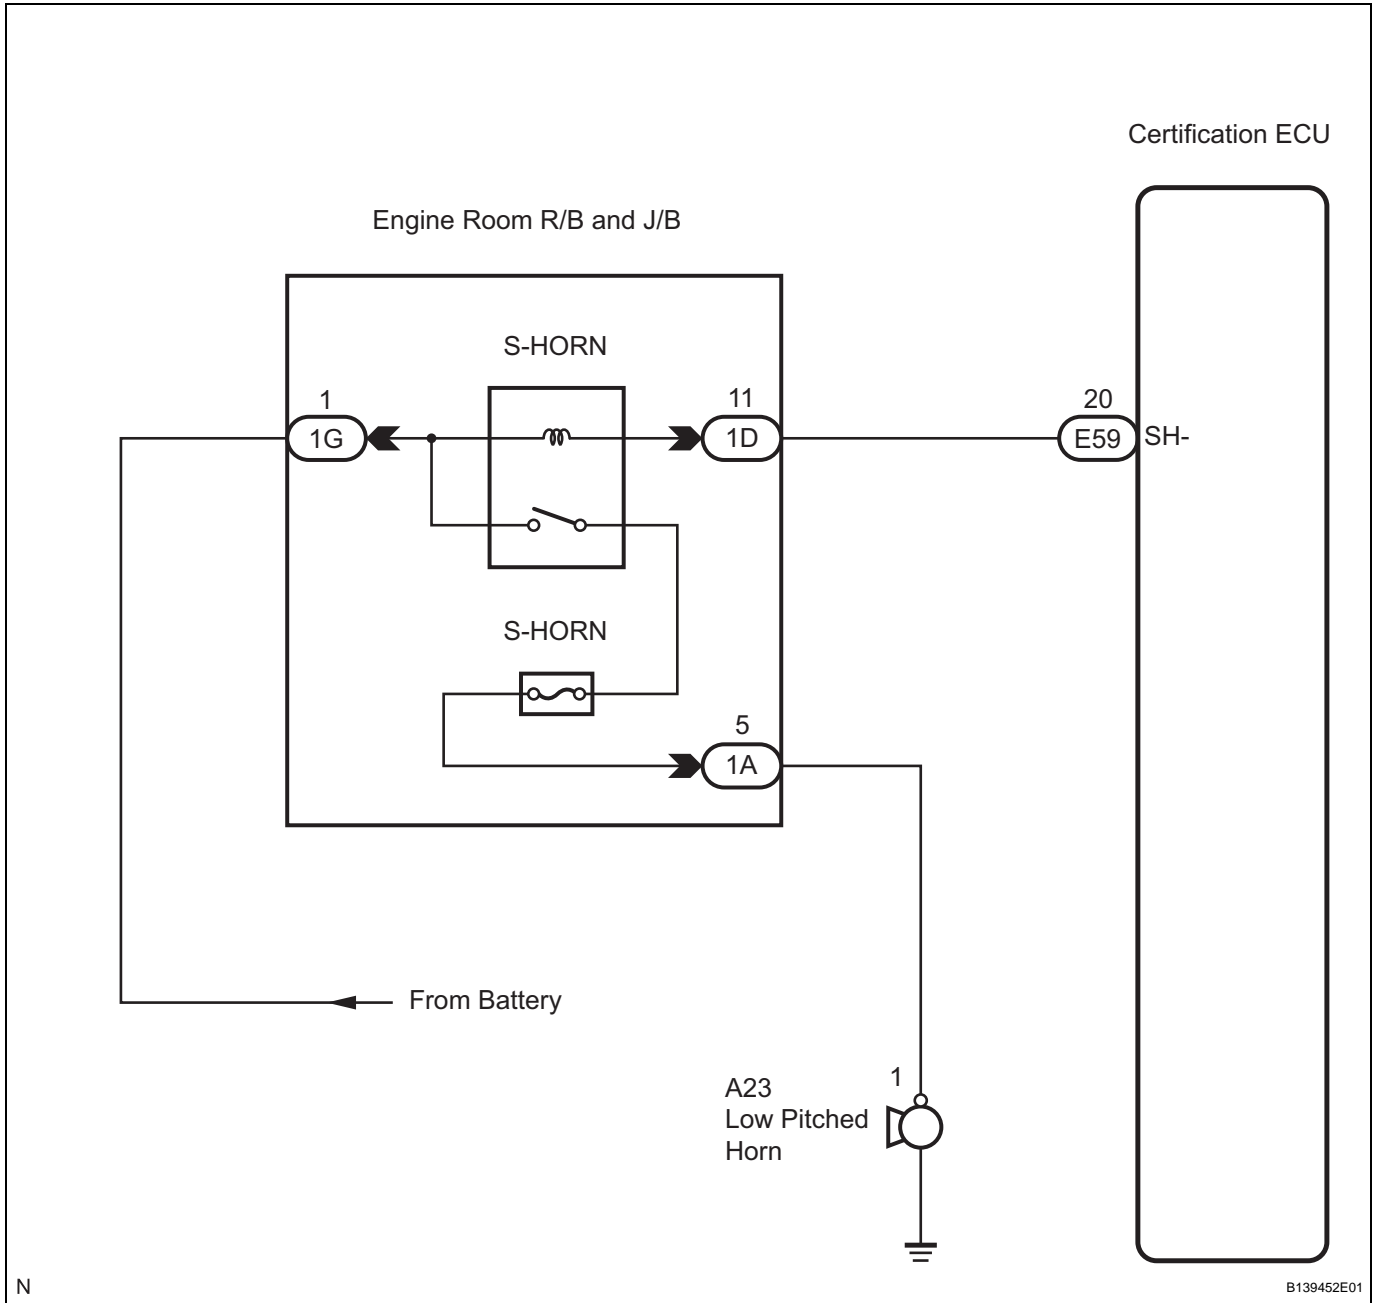 Certification ECU
Engine Room R/B and J/B
S-HORN
1
1G
11
1D
20
E59
SH-
S-HORN
5
1A
From Battery
A23
Low Pitched
Horn
1
N
B139452E01